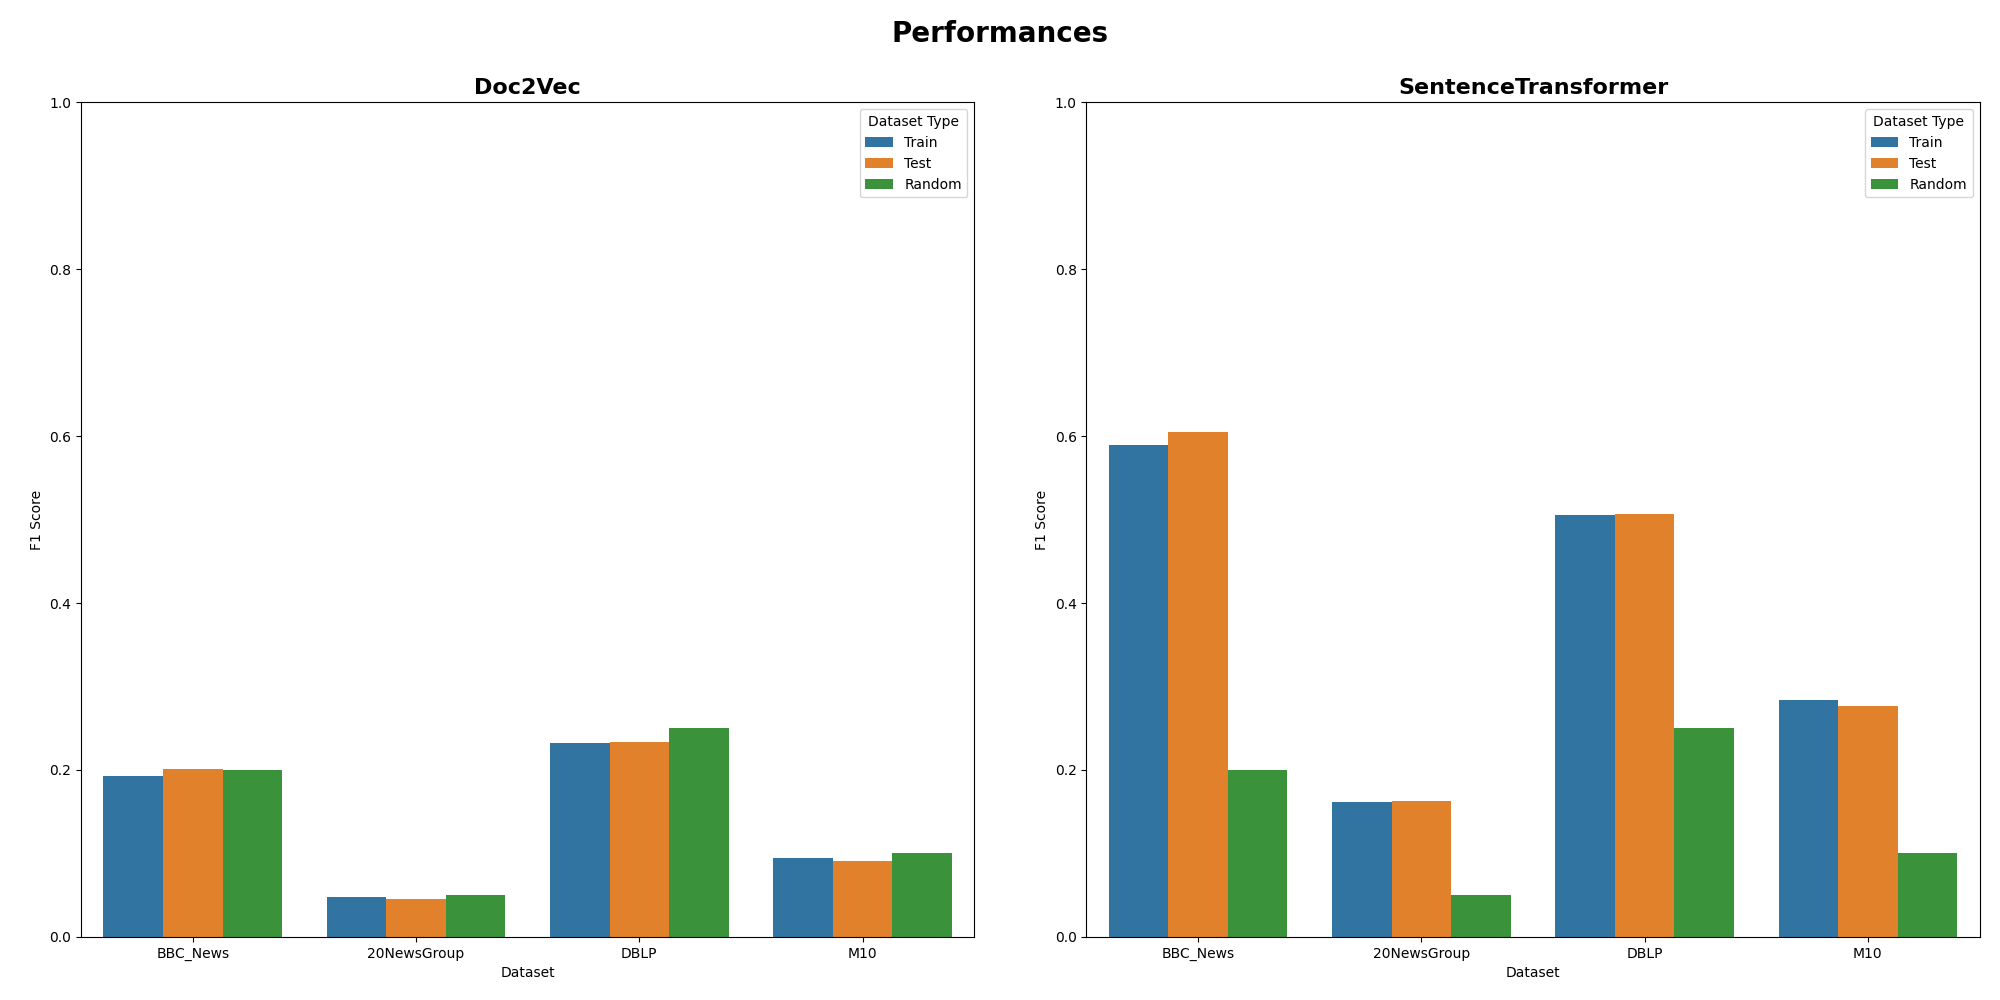 Performances
Doc2Vec
1.0
0.8
0.6
0.4
0.2
0.0
F1 Score
Dataset Type
Train
Test
Random
BBC_News
20NewsGroup
DBLP
M10
Dataset
SentenceTransformer
1.0
0.8
0.6
0.4
0.2
0.0
F1 Score
Dataset Type
Train
Test
Random
BBC_News
20NewsGroup
DBLP
M10
Dataset